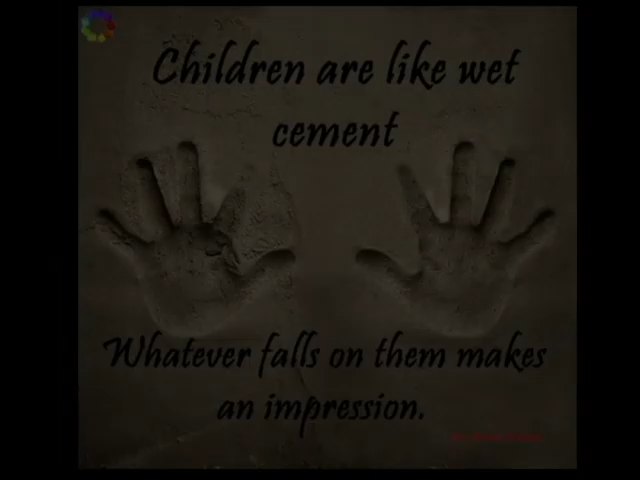 Children are like wet
cement
Whatever falls on them makes
an impression.